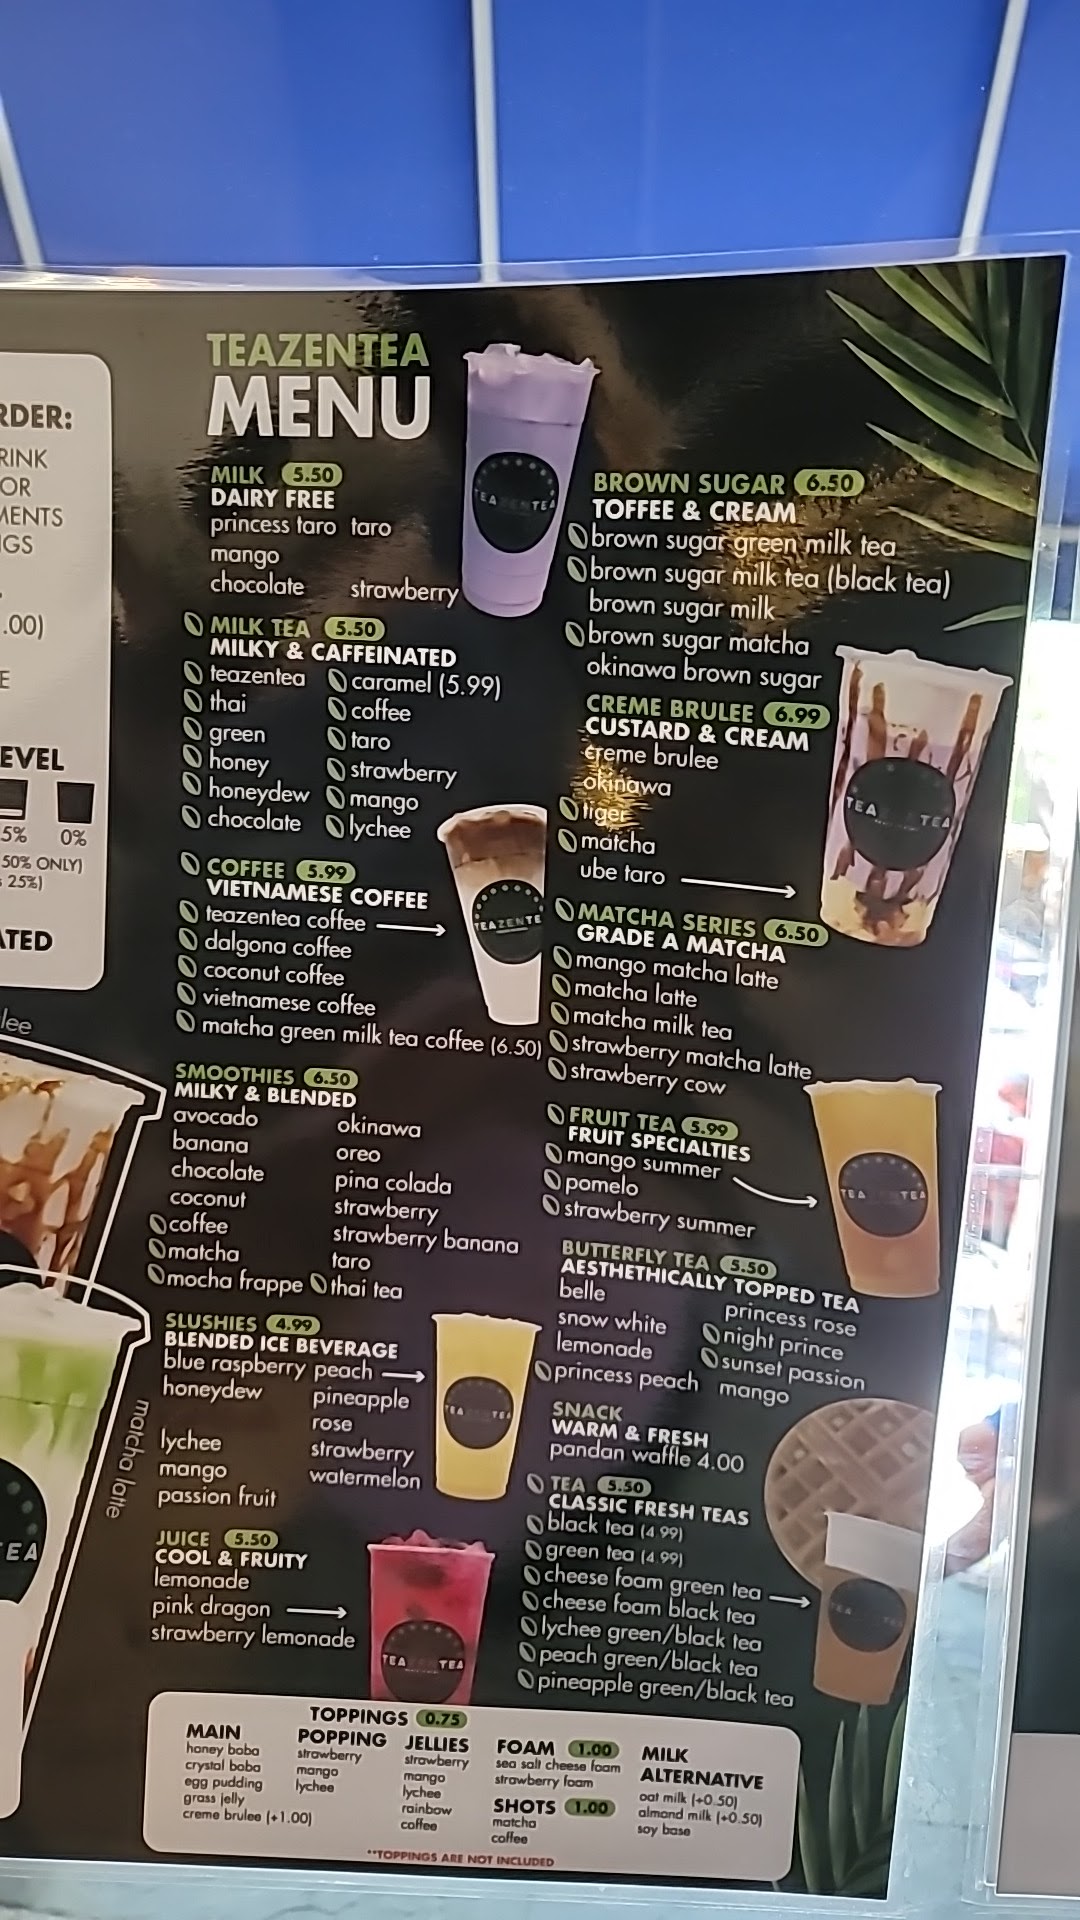 RDER:
RINK
OR
MENTS
.00)
E
EVEL
5% 0%
50% ONLY)
25%)
ATED
lee
matcha latte
EA
TEAZENTEA
MENU
MILK 5.50
DAIRY FREE
princess taro taro
mango
chocolate strawberry
MILK TEA 5.50
MILKY & CAFFEINATED
teazentea caramel (5.99)
thai coffee
green taro
honey strawberry
honeydew mango
chocolate lychee
COFFEE 5.99
VIETNAMESE COFFEE
teazentea coffee
dalgona coffee
coconut coffee
vietnamese coffee
matcha green milk tea coffee (6.50)
SMOOTHIES 6.50
MILKY & BLENDED
avocado okinawa
banana oreo
chocolate pina colada
coconut strawberry
coffee strawberry banana
matcha taro
mocha frappe thai tea
SLUSHIES 4.99
BLENDED ICE BEVERAGE
blue raspberry peach
honeydew pineapple
rose
lychee strawberry
mango watermelon
passion fruit
JUICE 5.50
COOL & FRUITY
lemonade
pink dragon
strawberry lemonade
BROWN SUGAR 6.50
TOFFEE & CREAM
brown sugar green milk tea
brown sugar milk tea (black tea)
brown sugar milk
brown sugar matcha
okinawa brown sugar
CREME BRULEE 6.99
CUSTARD & CREAM
creme brulee
okinawa
tiger
matcha
ube taro
MATCHA SERIES 6.50
GRADE A MATCHA
mango matcha latte
matcha latte
matcha milk tea
strawberry matcha latte
strawberry cow
FRUIT TEA 5.99
FRUIT SPECIALTIES
mango summer
pomelo
strawberry summer
BUTTERFLY TEA 5.50
AESTHETHICALLY TOPPED TEA
belle princess rose
snow white night prince
lemonade sunset passion
princess peach mango
SNACK
WARM & FRESH
pandan waffle 4.00
TEA 5.50
CLASSIC FRESH TEAS
black tea (4.99)
green tea (4.99)
cheese foam green tea
cheese foam black tea
lychee green/black tea
peach green/black tea
pineapple green/black tea
TOPPINGS 0.75
MAIN
honey boba
crystal boba
egg pudding
grass jelly
creme brulee (+1.00)
POPPING
strawberry
mango
lychee
JELLIES
strawberry
mango
lychee
rainbow
coffee
FOAM 1.00
sea salt cheese foam
strawberry foam
SHOTS 1.00
matcha
coffee
MILK
ALTERNATIVE
oat milk (+0.50)
almond milk (+0.50)
soy base
**TOPPINGS ARE NOT INCLUDED